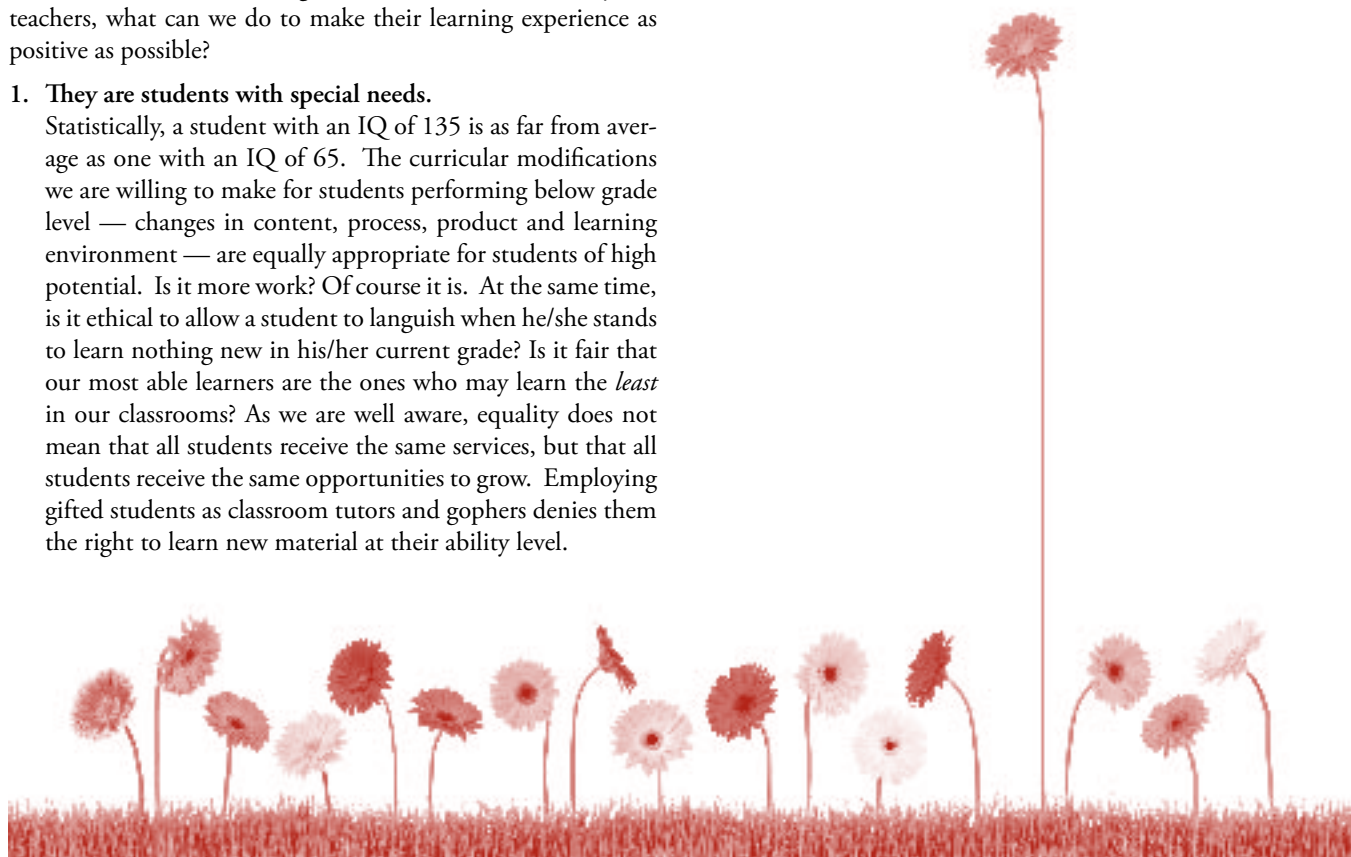 teachers, what can we do to make their learning experience as
positive as possible?
1. They are students with special needs.
Statistically, a student with an IQ of 135 is as far from aver-
age as one with an IQ of 65. The curricular modifications
we are willing to make for students performing below grade
level — changes in content, process, product and learning
environment — are equally appropriate for students of high
potential. Is it more work? Of course it is. At the same time,
is it ethical to allow a student to languish when he/she stands
to learn nothing new in his/her current grade? Is it fair that
our most able learners are the ones who may learn the least
in our classrooms? As we are well aware, equality does not
mean that all students receive the same services, but that all
students receive the same opportunities to grow. Employing
gifted students as classroom tutors and gophers denies them
the right to learn new material at their ability level.